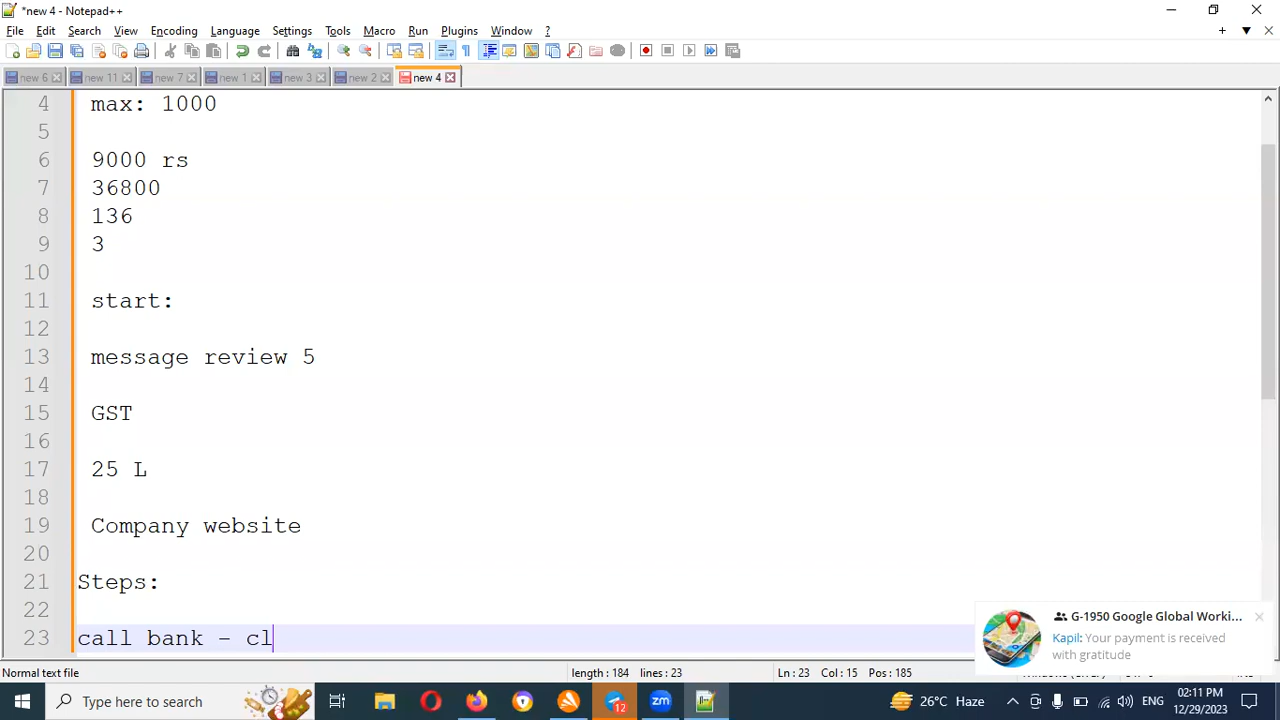 *new 4 - Notepad++
File Edit Search View Encoding Language Settings Tools Macro Run Plugins Window ?
new 6 new 11 new 7 new 1 new 3 new 2 new 4
4 max: 1000
5
6 9000 rs
7 36800
8 136
9 3
10
11 start:
12
13 message review 5
14
15 GST
16
17 25 L
18
19 Company website
20
21 Steps:
22
23 call bank - cl
G-1950 Google Global Worki...
Kapil: Your payment is received
with gratitude
Normal text file length : 184 lines : 23 Ln : 23 Col : 15 Pos : 185
Type here to search 12 zm 26°C Haze ENG 02:11 PM
12/29/2023